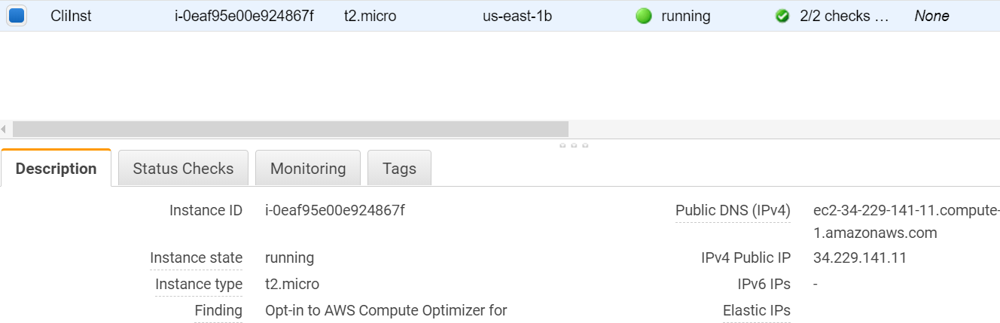 CliInst i-0eaf95e00e924867f t2.micro us-east-1b running 2/2 checks ... None
Description Status Checks Monitoring Tags
Instance ID i-0eaf95e00e924867f Public DNS (IPv4) ec2-34-229-141-11.compute-
1.amazonaws.com
Instance state running IPv4 Public IP 34.229.141.11
Instance type t2.micro IPv6 IPs -
Finding Opt-in to AWS Compute Optimizer for Elastic IPs